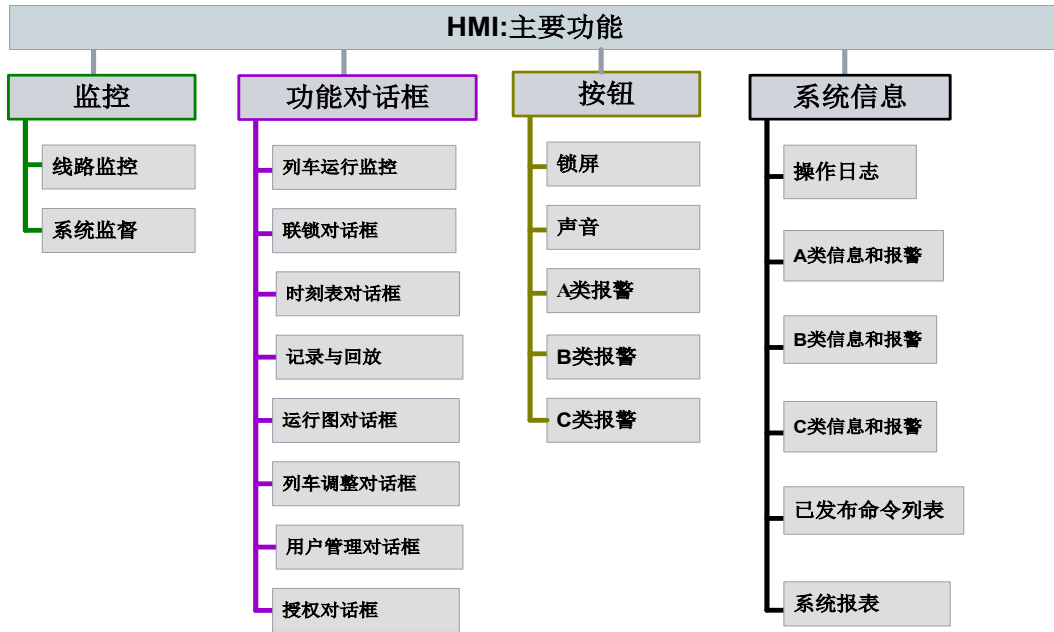 HMI:主要功能
监控
线路监控
系统监督
功能对话框
列车运行监控
联锁对话框
时刻表对话框
记录与回放
运行图对话框
列车调整对话框
用户管理对话框
授权对话框
按钮
锁屏
声音
A类报警
B类报警
C类报警
系统信息
操作日志
A类信息和报警
B类信息和报警
C类信息和报警
已发布命令列表
系统报表